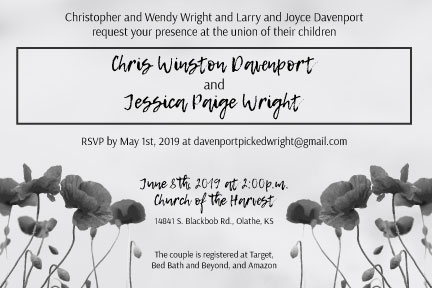 Christopher and Wendy Wright and Larry and Joyce Davenport
request your presence at the union of their children
Chris Winston Davenport
and
Jessica Paige Wright
RSVP by May 1st, 2019 at davenportpickedwright@gmail.com
June 8th, 2019 at 2:00p.m.
Church of the Harvest
14841 S. Blackbob Rd., Olathe, KS
The couple is registered at Target,
Bed Bath and Beyond, and Amazon